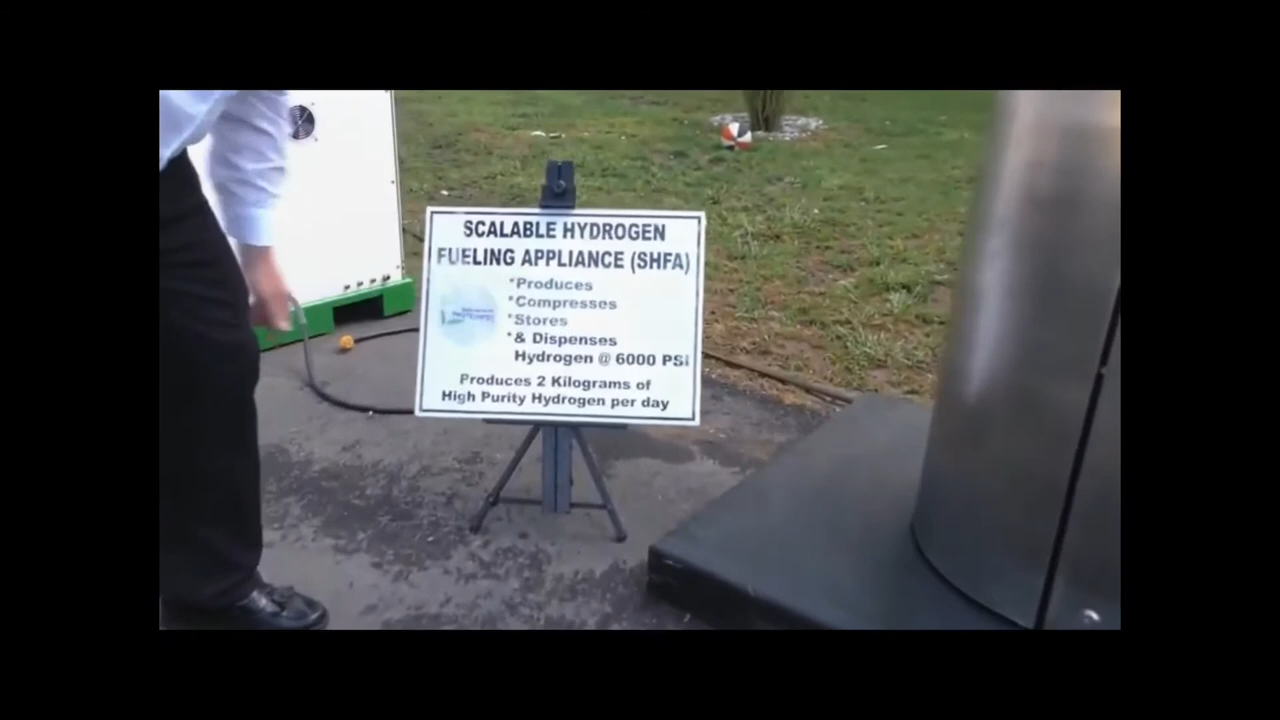 SCALABLE HYDROGEN
FUELING APPLIANCE (SHFA)
*Produces
*Compresses
*Stores
*& Dispenses
Hydrogen @ 6000 PSI
Produces 2 Kilograms of
High Purity Hydrogen per day